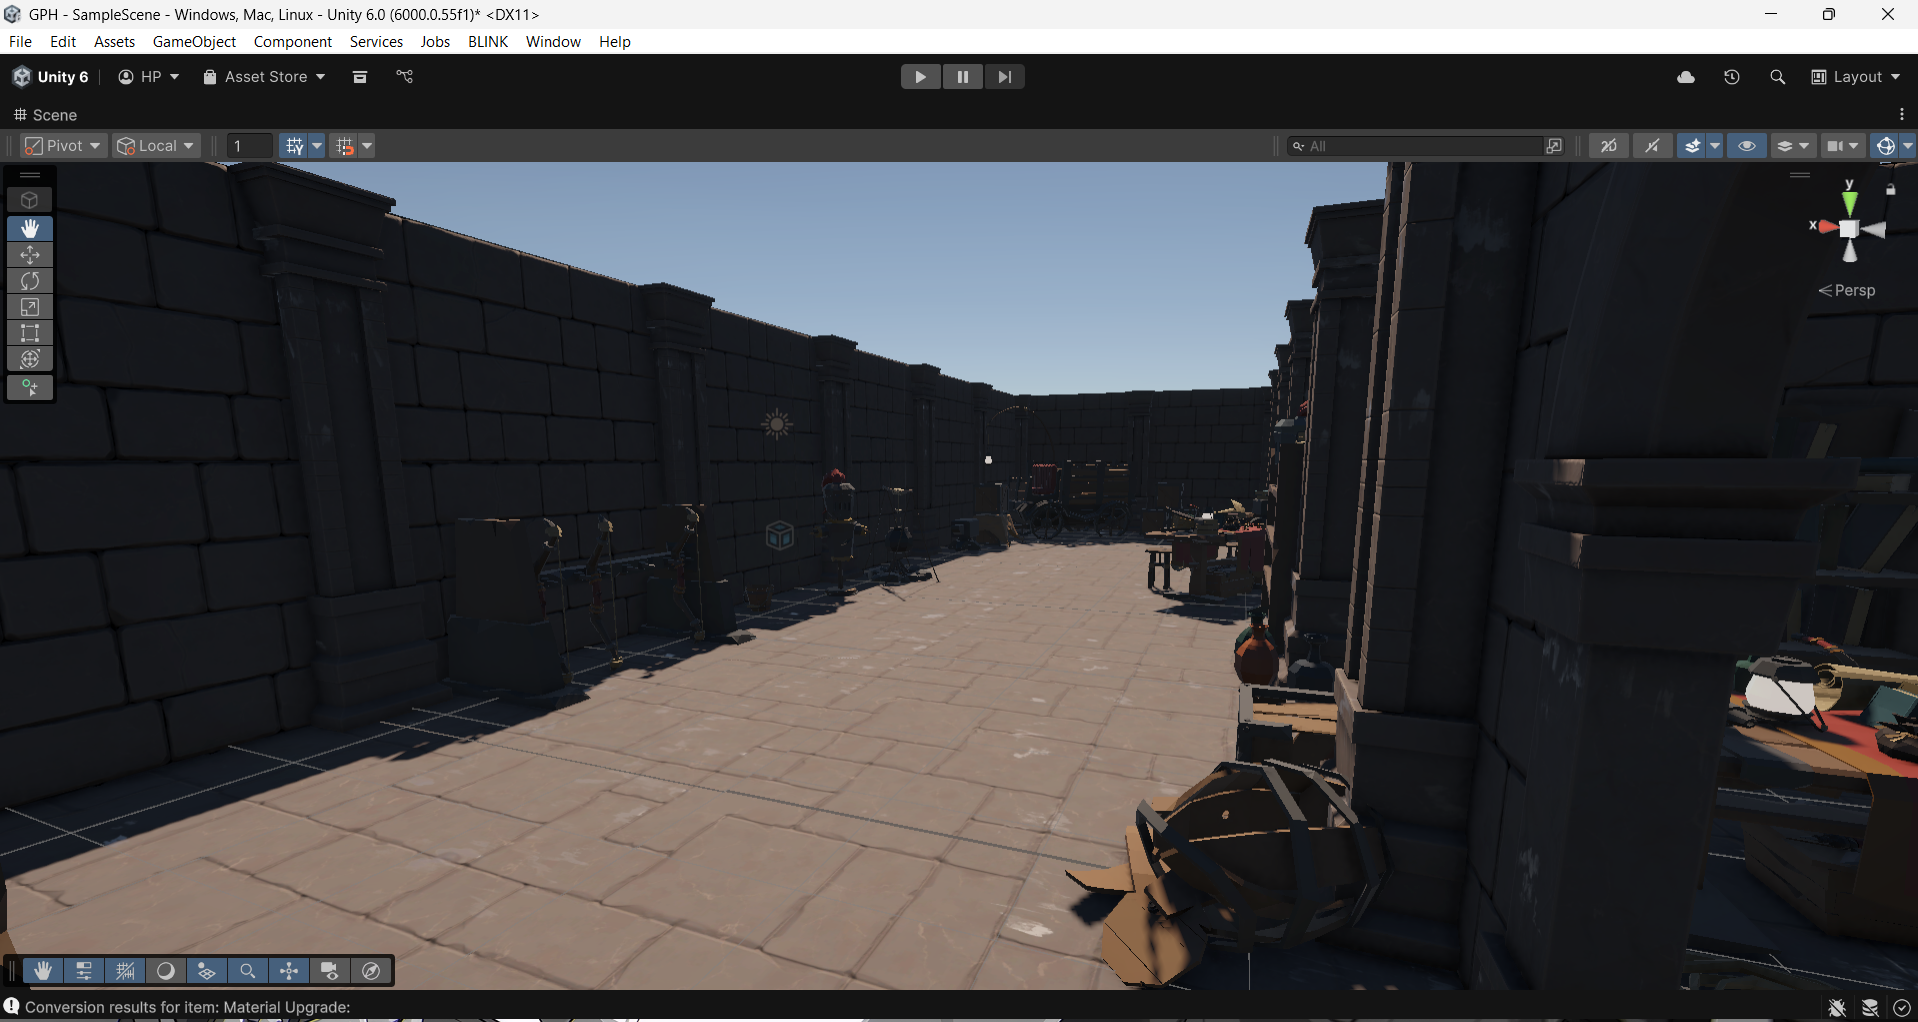 GPH - SampleScene - Windows, Mac, Linux - Unity 6.0 (6000.0.55f1)* <DX11>
File Edit Assets GameObject Component Services Jobs BLINK Window Help
Unity 6 HP Asset Store Layout
Scene
Pivot Local 1 All 2D
y
x
Persp
Conversion results for item: Material Upgrade: